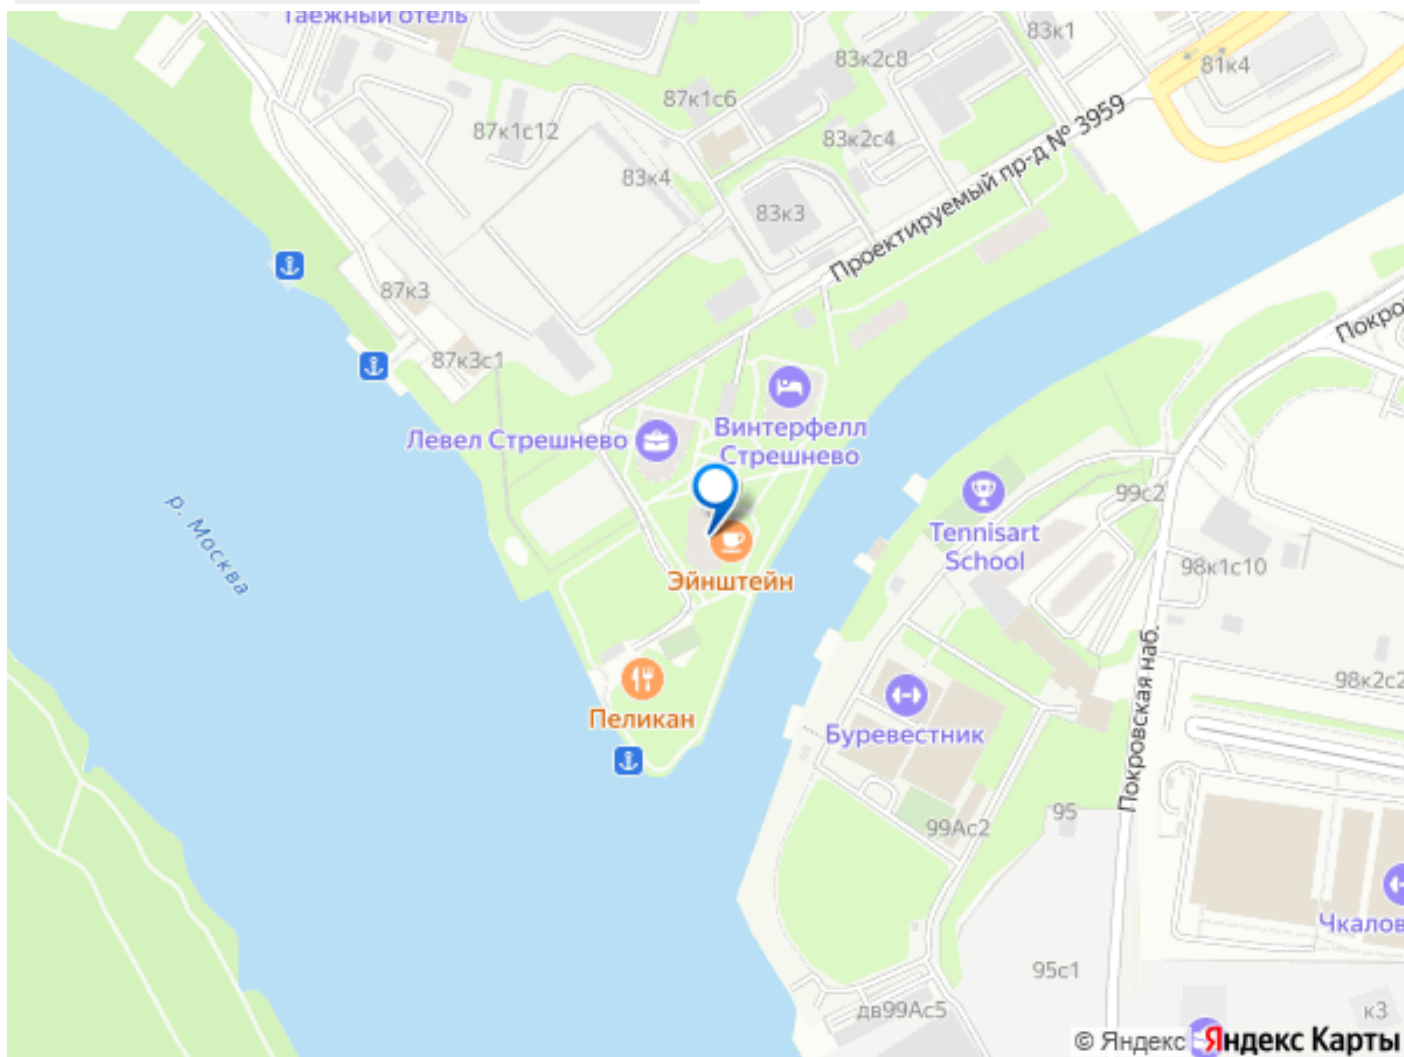 Таёжный отель
83к1
83к2с8
81к4
87к1с6
87к1с12
83к2с4
Проектируемый пр-д № 3959
83к4
83к3
87к3
Покро
87к3с1
Левел Стрешнево
Винтерфелл
Стрешнево
р. Москва
99с2
Tennisart
School
98к1с10
Эйнштейн
Покровская наб.
98к2с2
Пеликан
Буревестник
95
99Ас2
Чкалов
95с1
дв99Ас5
к3
© Яндекс Яндекс Карты